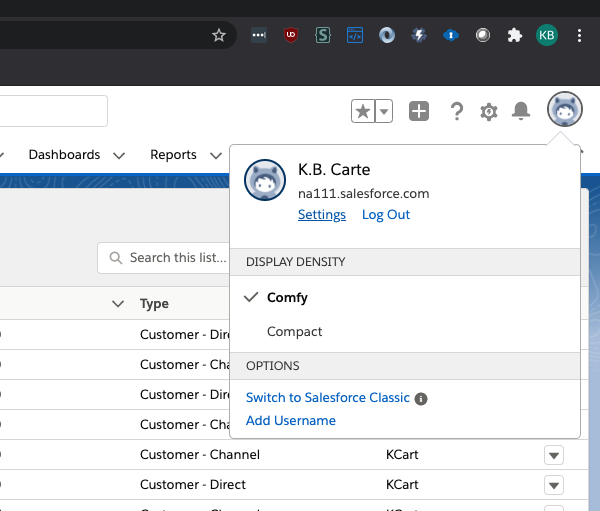 KB
Dashboards
Reports
K.B. Carte
na111.salesforce.com
Settings Log Out
Search this list...
DISPLAY DENSITY
Type
Comfy
Customer - Dire
Compact
Customer - Cha
OPTIONS
Customer - Dire
Switch to Salesforce Classic
Customer - Cha
Add Username
Customer - Channel KCart
Customer - Direct KCart